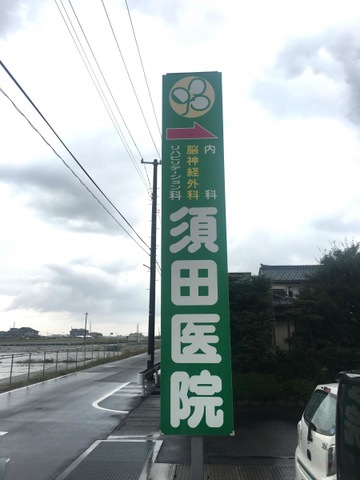 内科
脳神経外科
リハビリテーション科
須田医院